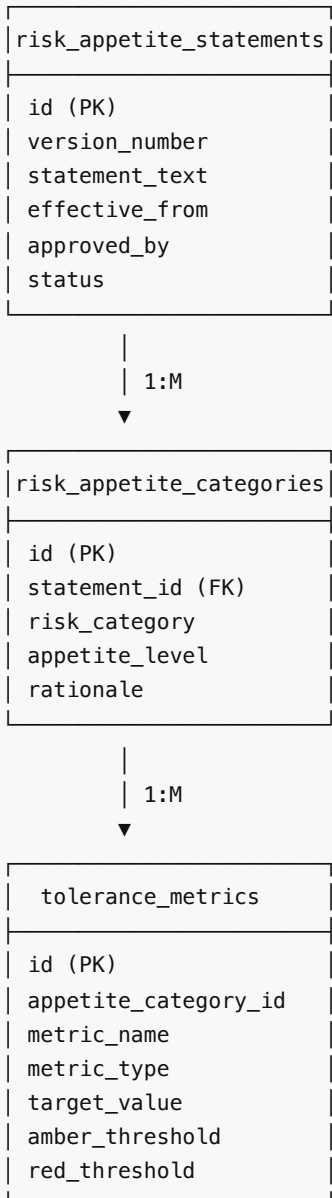 risk_appetite_statements
id (PK)
version_number
statement_text
effective_from
approved_by
status
1:M
risk_appetite_categories
id (PK)
statement_id (FK)
risk_category
appetite_level
rationale
1:M
tolerance_metrics
id (PK)
appetite_category_id
metric_name
metric_type
target_value
amber_threshold
red_threshold